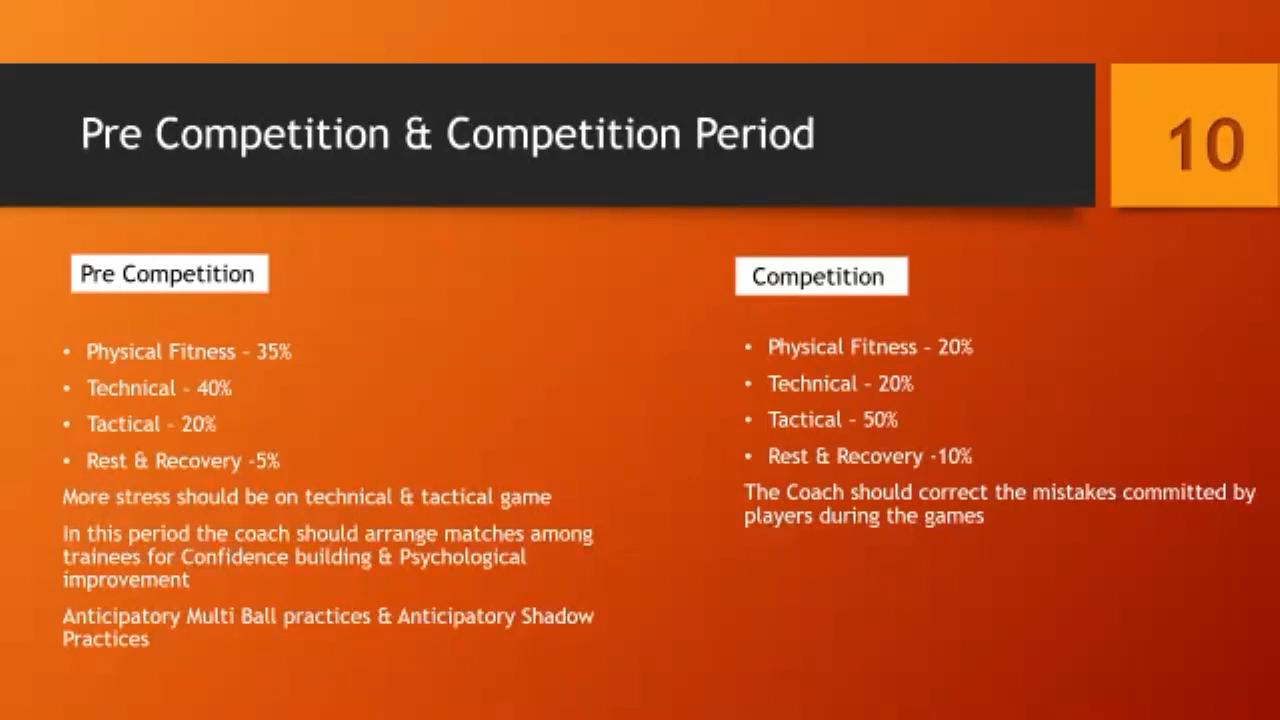 Pre Competition & Competition Period
10
Pre Competition
• Physical Fitness - 35%
• Technical - 40%
• Tactical - 20%
• Rest & Recovery -5%
More stress should be on technical & tactical game
In this period the coach should arrange matches among
trainees for Confidence building & Psychological
improvement
Anticipatory Multi Ball practices & Anticipatory Shadow
Practices
Competition
• Physical Fitness - 20%
• Technical - 20%
• Tactical - 50%
• Rest & Recovery -10%
The Coach should correct the mistakes committed by
players during the games